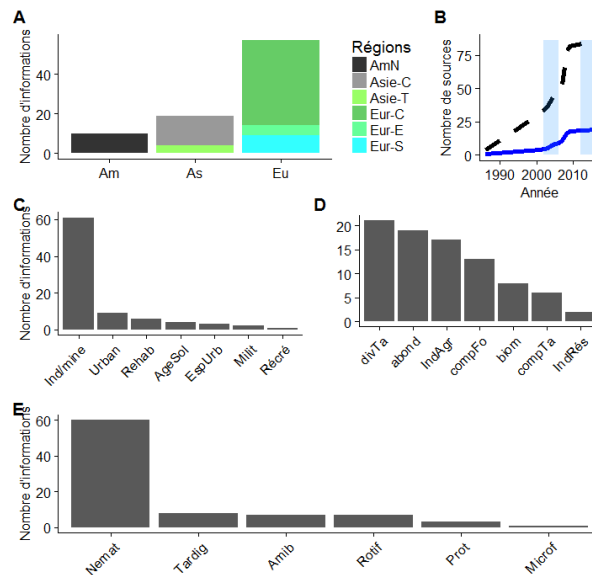 A
Nombre d'informations
40
20
0
Am
As
Eu
Régions
AmN
Asie-C
Asie-T
Eur-C
Eur-E
Eur-S
B
Nombre de sources
75
50
25
0
1990
2000
2010
Année
C
Nombre d'informations
60
40
20
0
Ind/mine
Urban
Rehab
AgeSol
EspUrb
Milit
Récré
D
20
15
10
5
0
divTa
abond
IndAgr
compFo
biom
compTa
IndRés
E
Nombre d'informations
60
40
20
0
Nemat
Tardig
Amib
Rotif
Prot
Microf